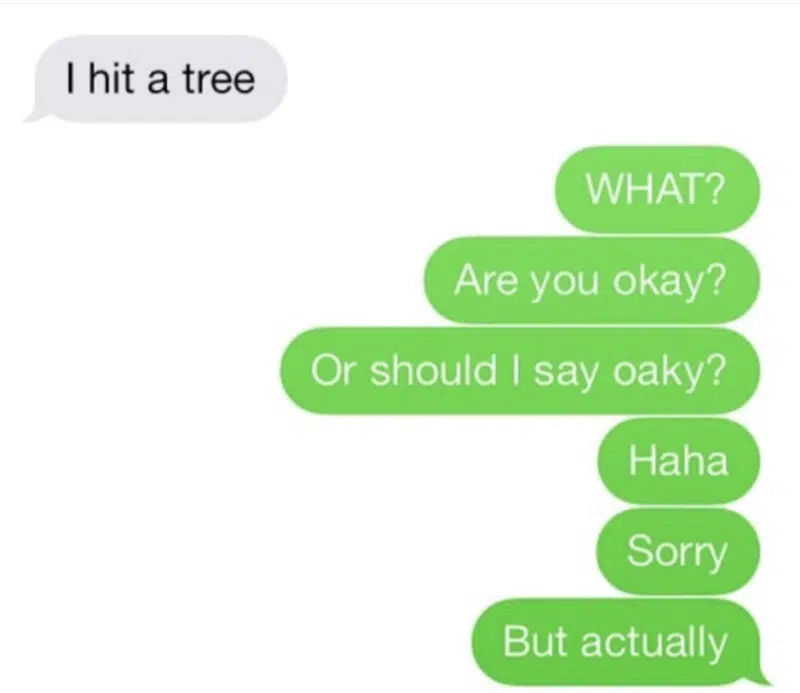 I hit a tree
WHAT?
Are you okay?
Or should I say oaky?
Haha
Sorry
But actually